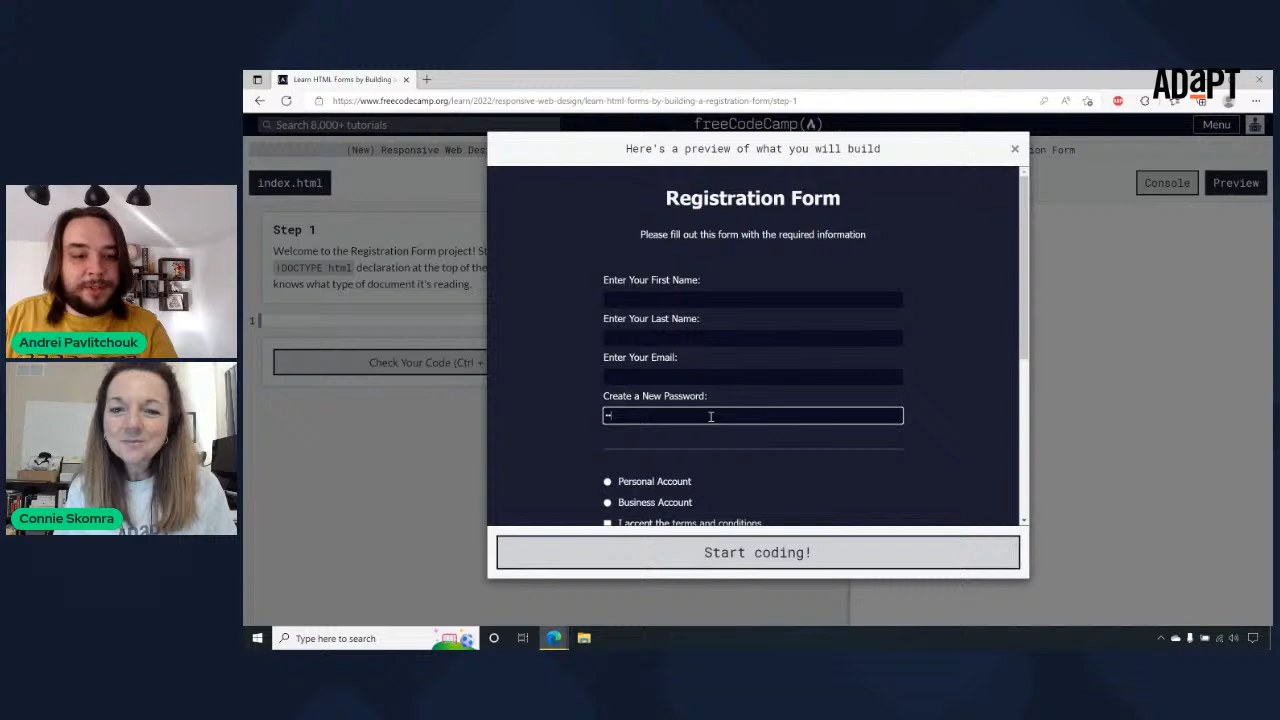 ADaPT
Learn HTML Forms by Building
https://www.freecodecamp.org/learn/2022/responsive-web-design/learn-html-forms-by-building-a-registration-form/step-1
Search 8,000+ tutorials
freeCodeCamp
Menu
(New) Responsive Web Des
Here's a preview of what you will build
on Form
index.html
Console
Preview
Step 1
Welcome to the Registration Form project! St
!DOCTYPE html declaration at the top of the
knows what type of document it's reading.
1
Check Your Code (Ctrl +
Registration Form
Please fill out this form with the required information
Enter Your First Name:
Enter Your Last Name:
Enter Your Email:
Create a New Password:
Personal Account
Business Account
I accept the terms and conditions
Start coding!
Andrei Pavlitchouk
Connie Skomra
Type here to search